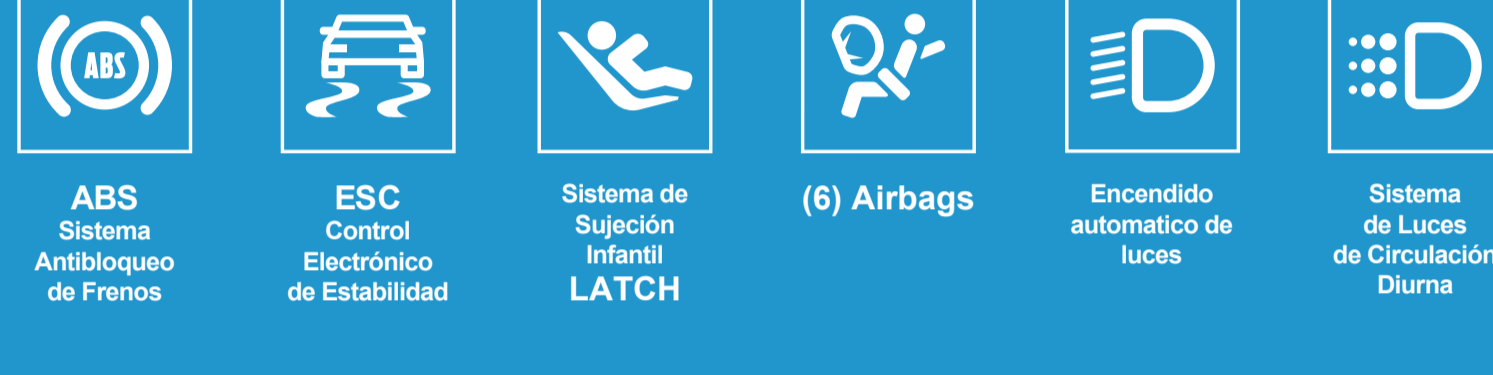 ABS
ABS
Sistema
Antibloqueo
de Frenos
ESC
Control
Electrónico
de Estabilidad
Sistema de
Sujeción
Infantil
LATCH
(6) Airbags
Encendido
automatico de
luces
Sistema
de Luces
de Circulación
Diurna